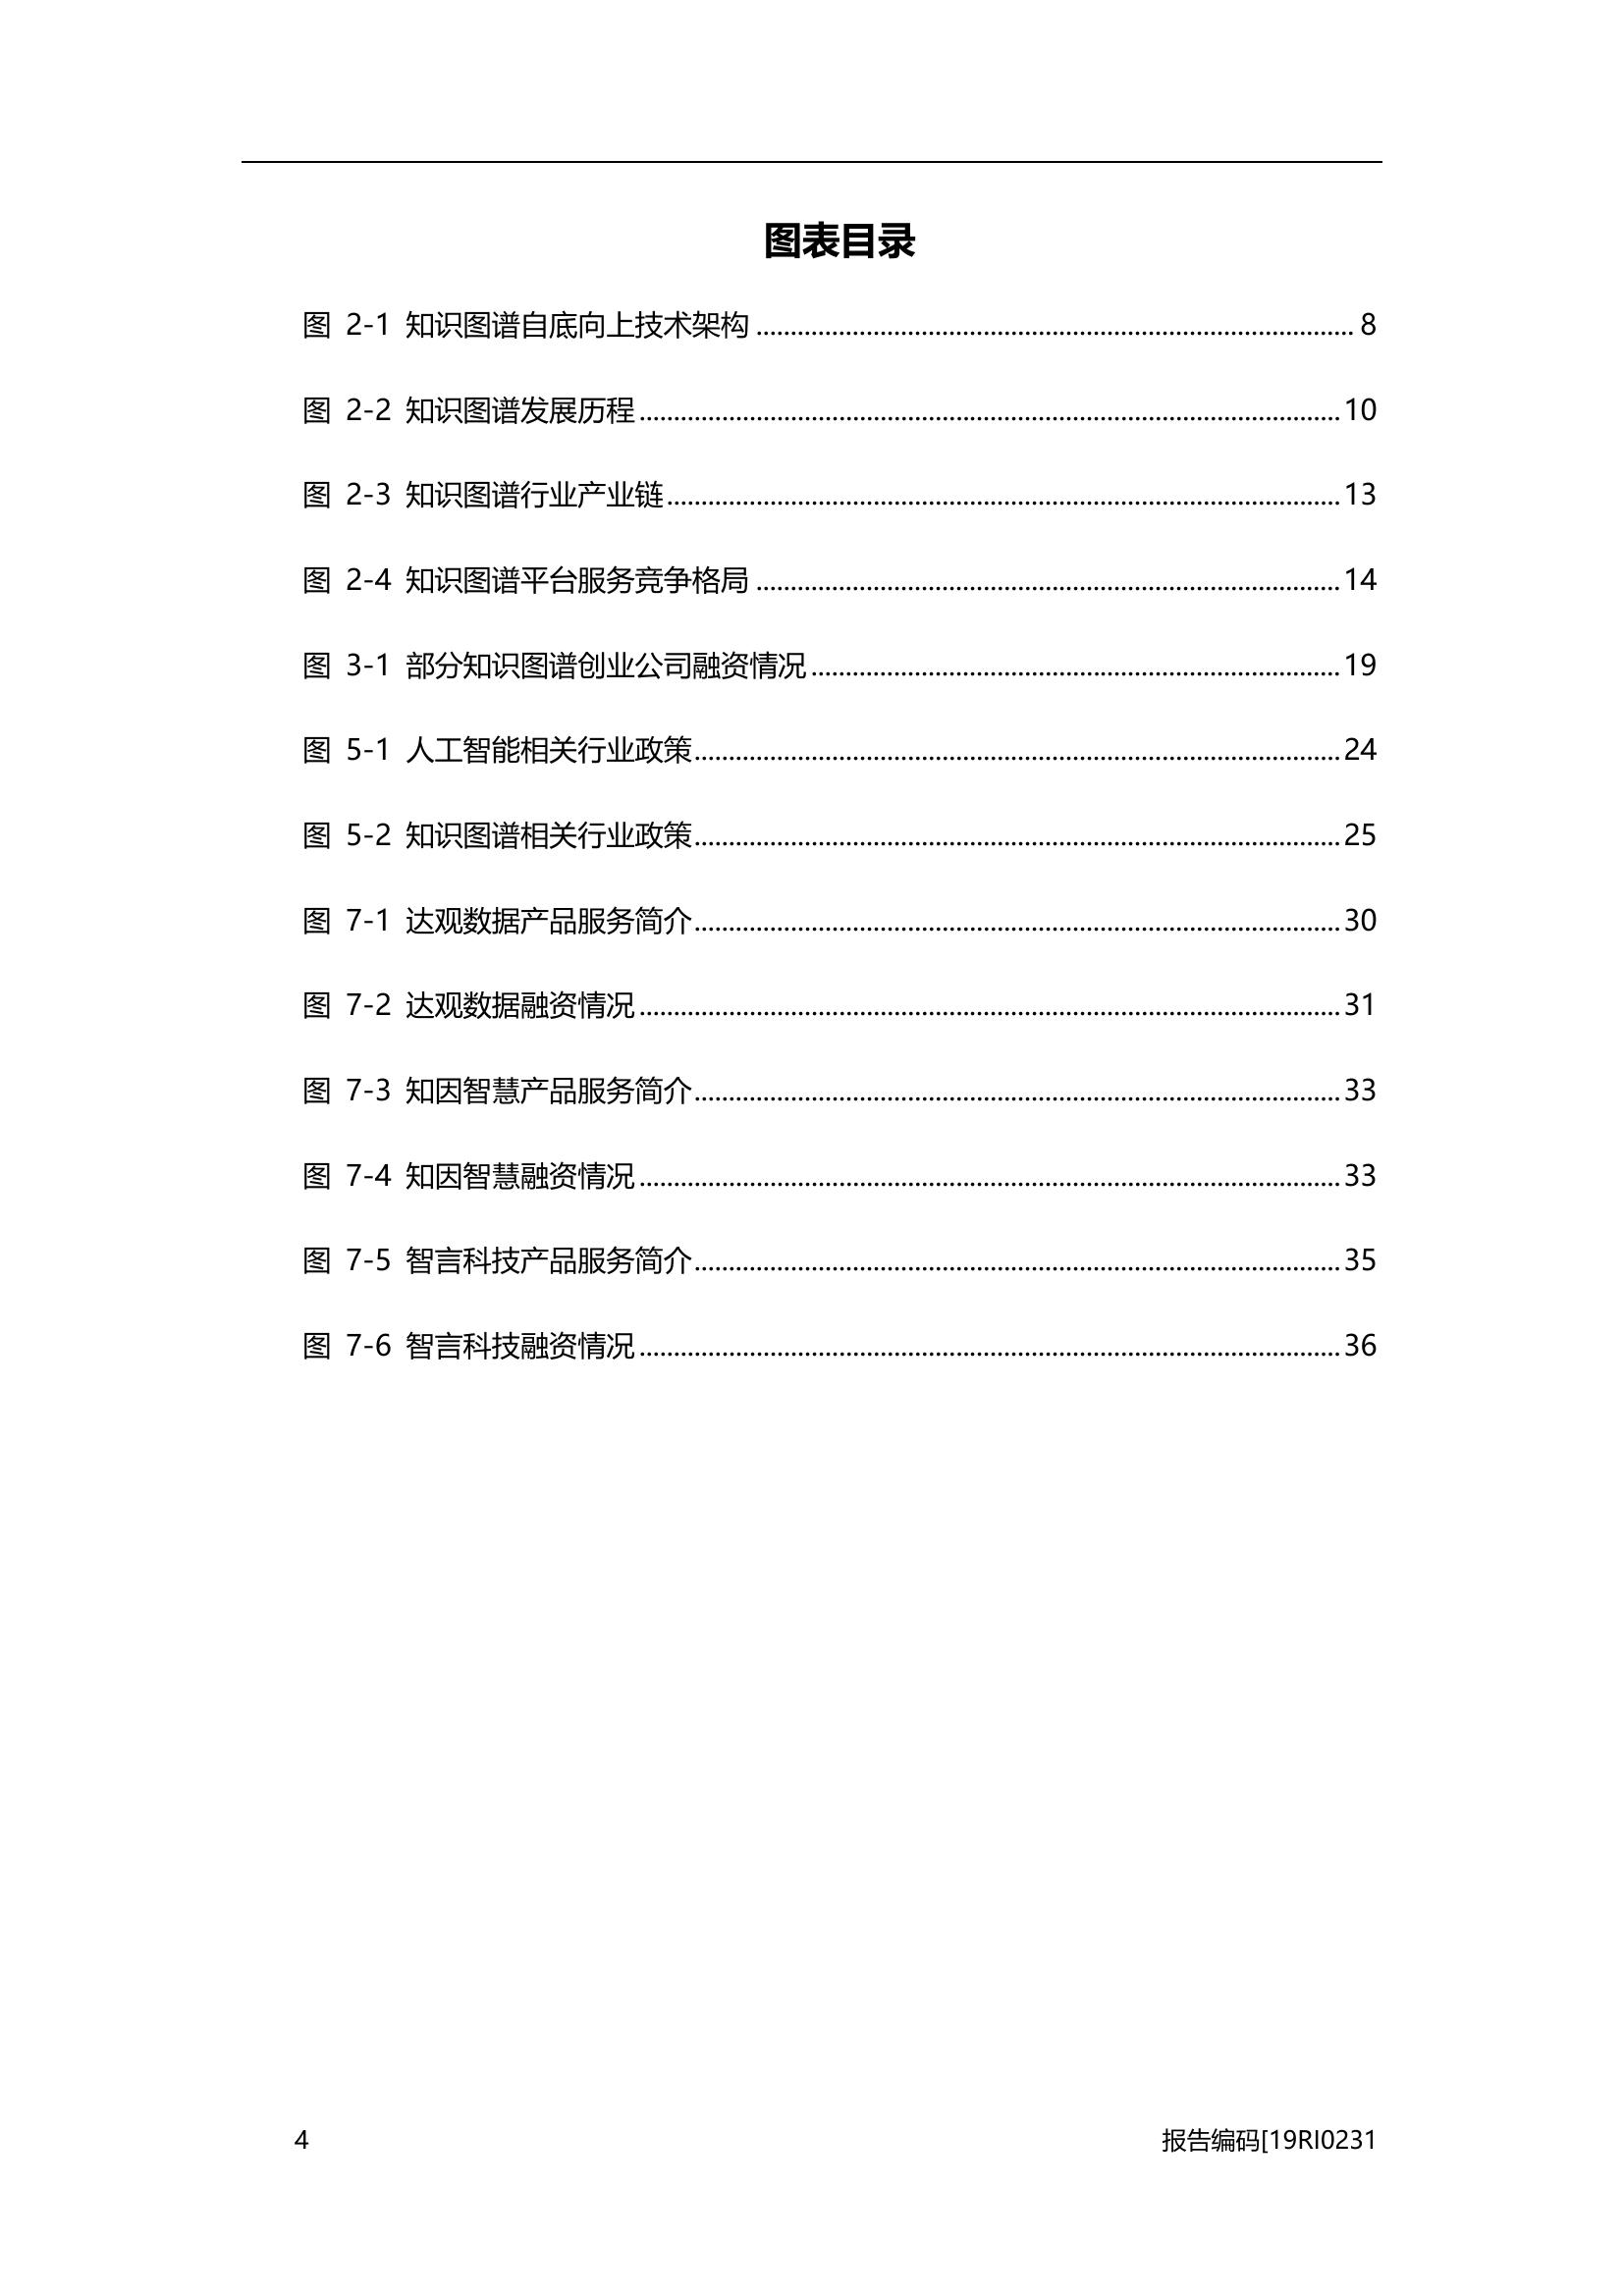 图表目录
图 2-1 知识图谱自底向上技术架构 ........................................ 8
图 2-2 知识图谱发展历程 ........................................ 10
图 2-3 知识图谱行业产业链 ........................................ 13
图 2-4 知识图谱平台服务竞争格局 ........................................ 14
图 3-1 部分知识图谱创业公司融资情况 ........................................ 19
图 5-1 人工智能相关行业政策 ........................................ 24
图 5-2 知识图谱相关行业政策 ........................................ 25
图 7-1 达观数据产品服务简介 ........................................ 30
图 7-2 达观数据融资情况 ........................................ 31
图 7-3 知因智慧产品服务简介 ........................................ 33
图 7-4 知因智慧融资情况 ........................................ 33
图 7-5 智言科技产品服务简介 ........................................ 35
图 7-6 智言科技融资情况 ........................................ 36
4 报告编码[19RI0231